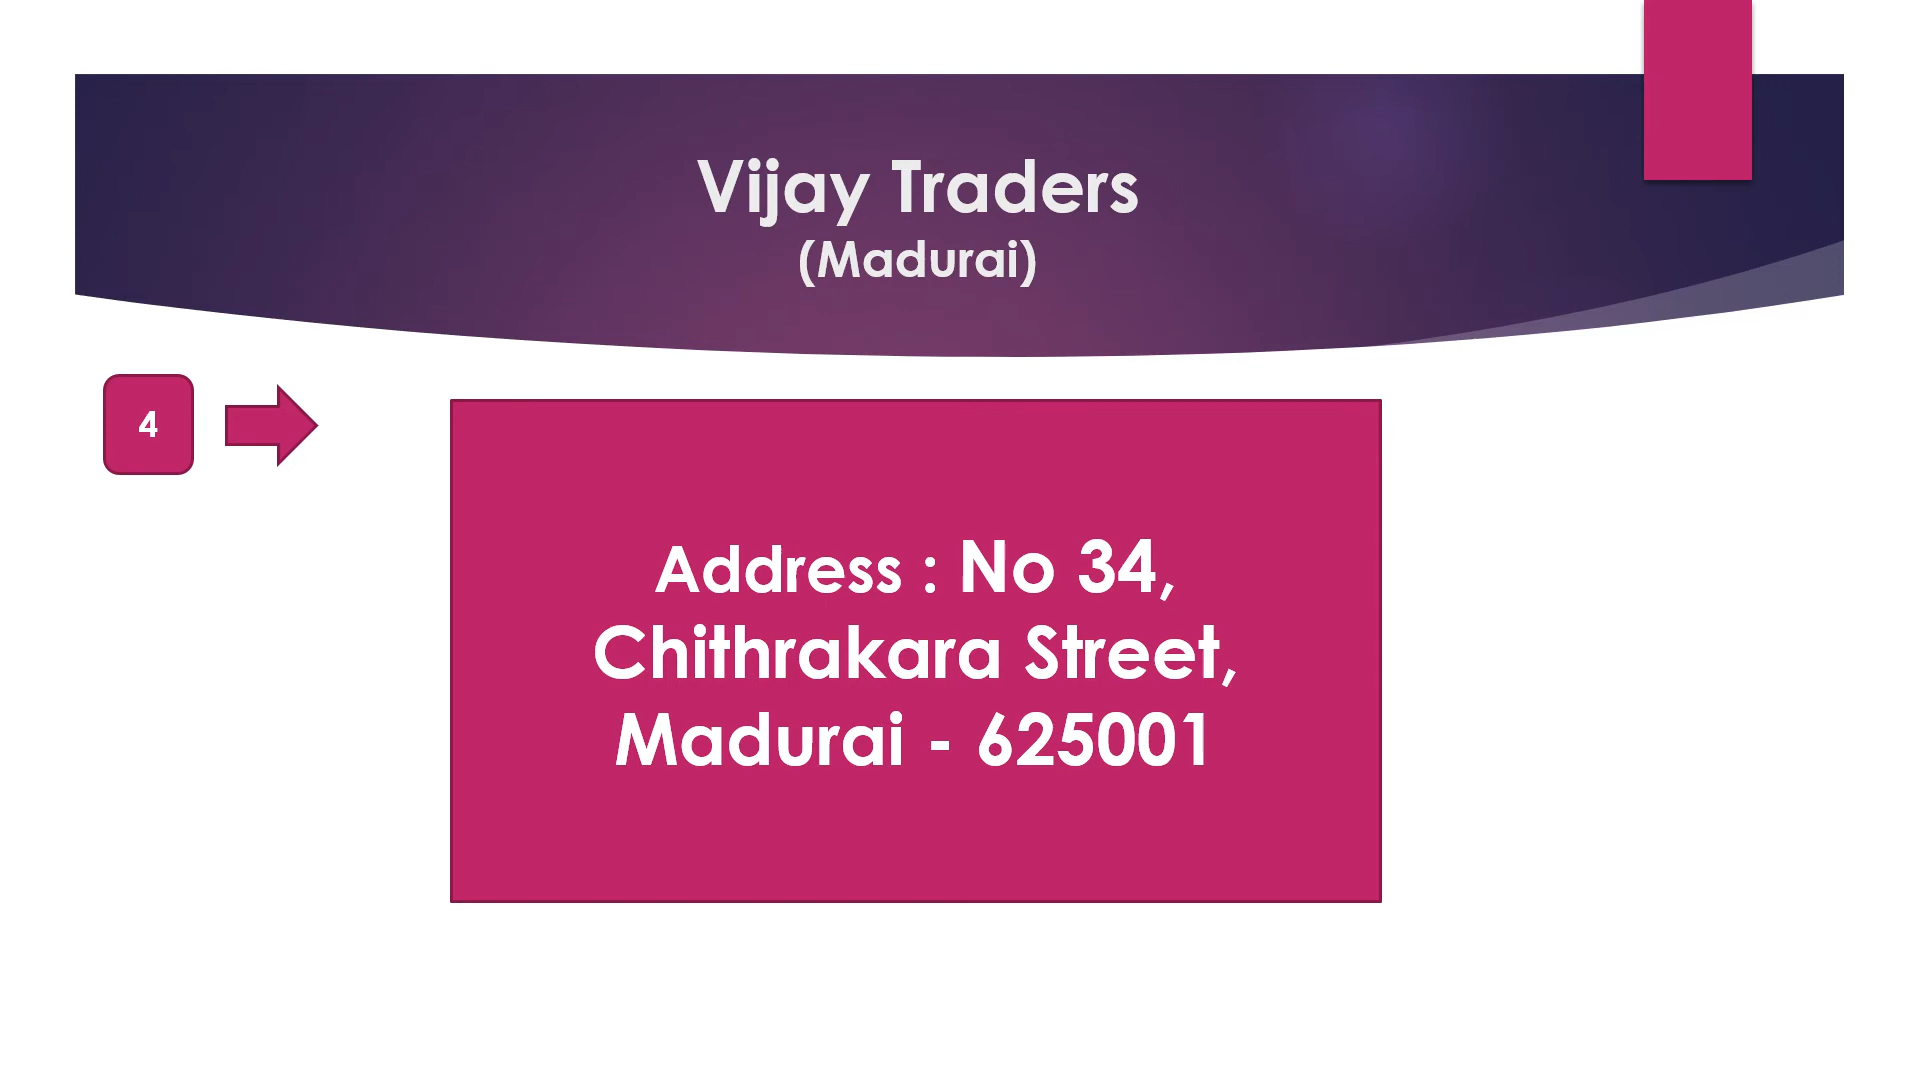 Vijay Traders
(Madurai)
4
Address : No 34,
Chithrakara Street,
Madurai - 625001